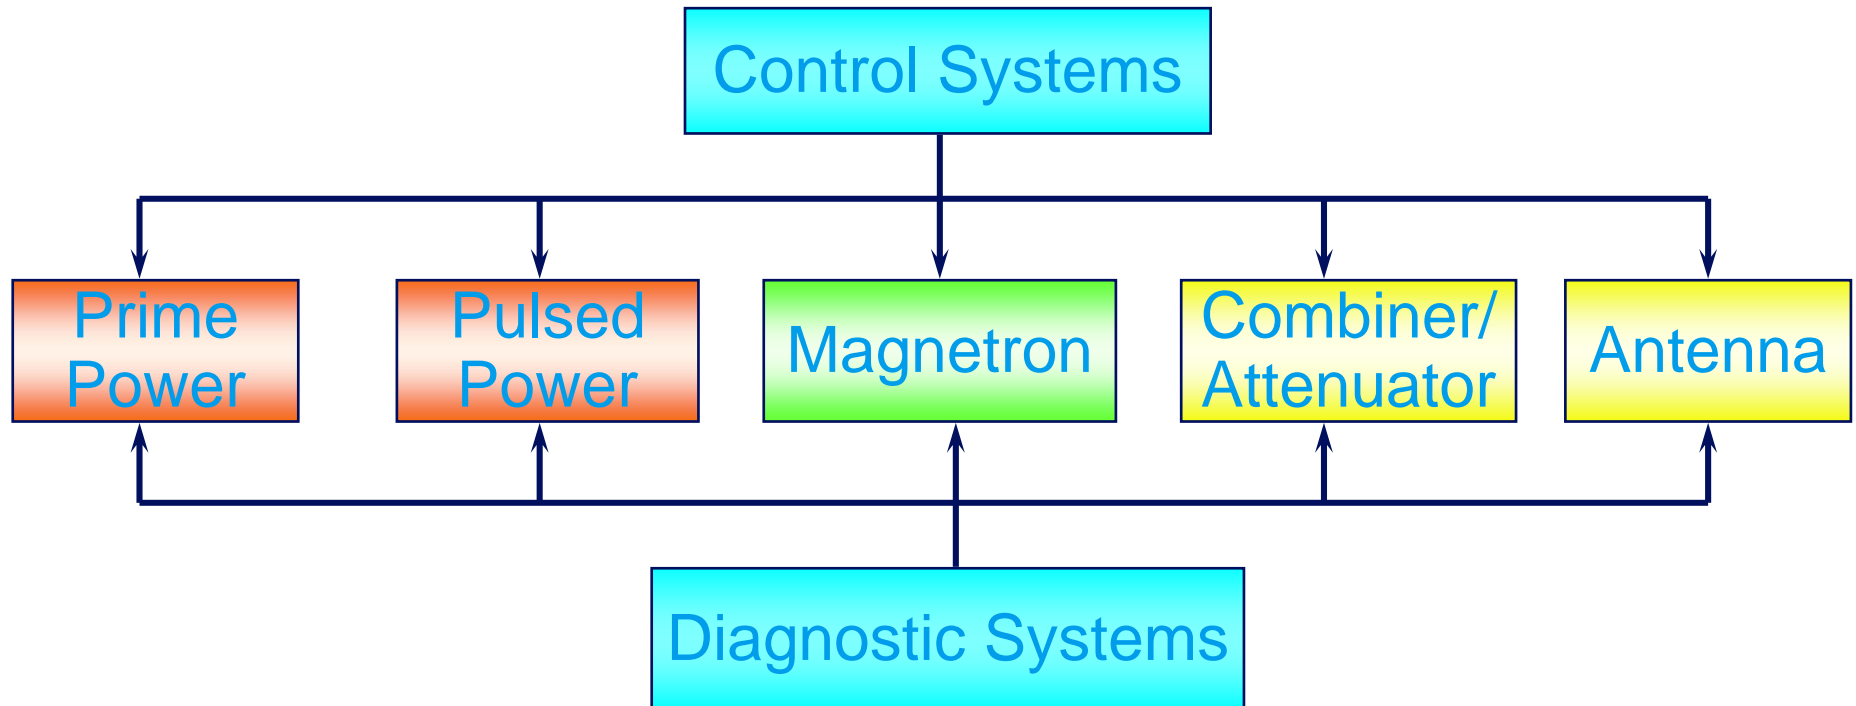 Control Systems
Prime
Power
Pulsed
Power
Magnetron
Combiner/
Attenuator
Antenna
Diagnostic Systems